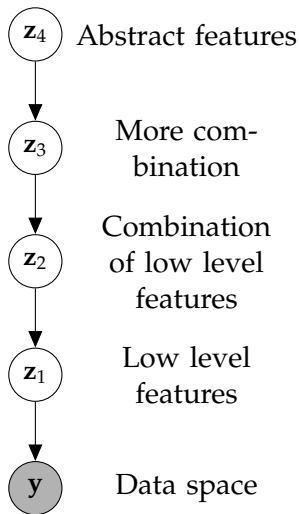 z4 Abstract features
z3
More com-
bination
z2
Combination
of low level
features
z1
Low level
features
y Data space